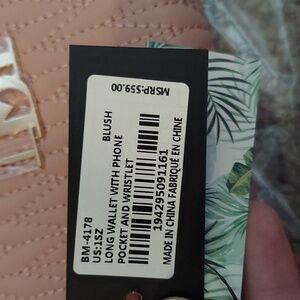 BM-4178
US:1SZ
LONG WALLET WITH PHONE
POCKET AND WRISTLET
BLUSH
194295091161
MADE IN CHINA FABRIQUÉ EN CHINE
MSRP:$59.00